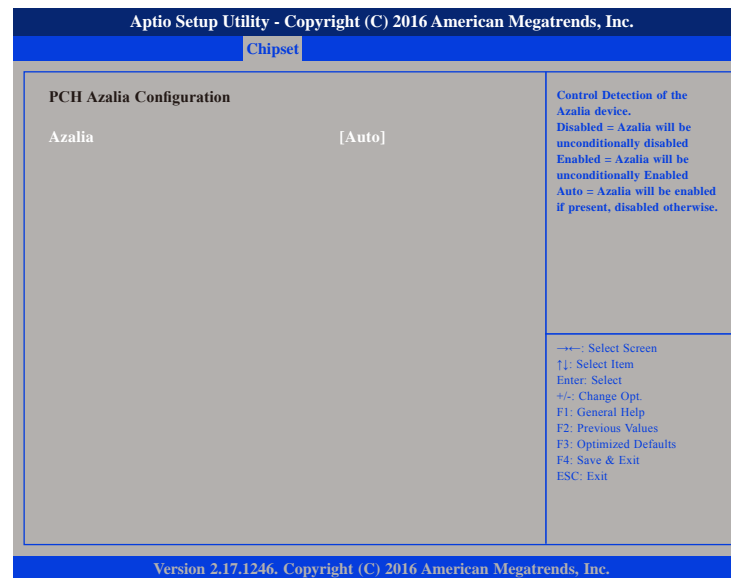 Aptio Setup Utility - Copyright (C) 2016 American Megatrends, Inc.
Chipset
PCH Azalia Configuration
Azalia [Auto]
Control Detection of the
Azalia device.
Disabled = Azalia will be
unconditionally disabled
Enabled = Azalia will be
unconditionally Enabled
Auto = Azalia will be enabled
if present, disabled otherwise.
→←: Select Screen
↑↓: Select Item
Enter: Select
+/-: Change Opt.
F1: General Help
F2: Previous Values
F3: Optimized Defaults
F4: Save & Exit
ESC: Exit
Version 2.17.1246. Copyright (C) 2016 American Megatrends, Inc.